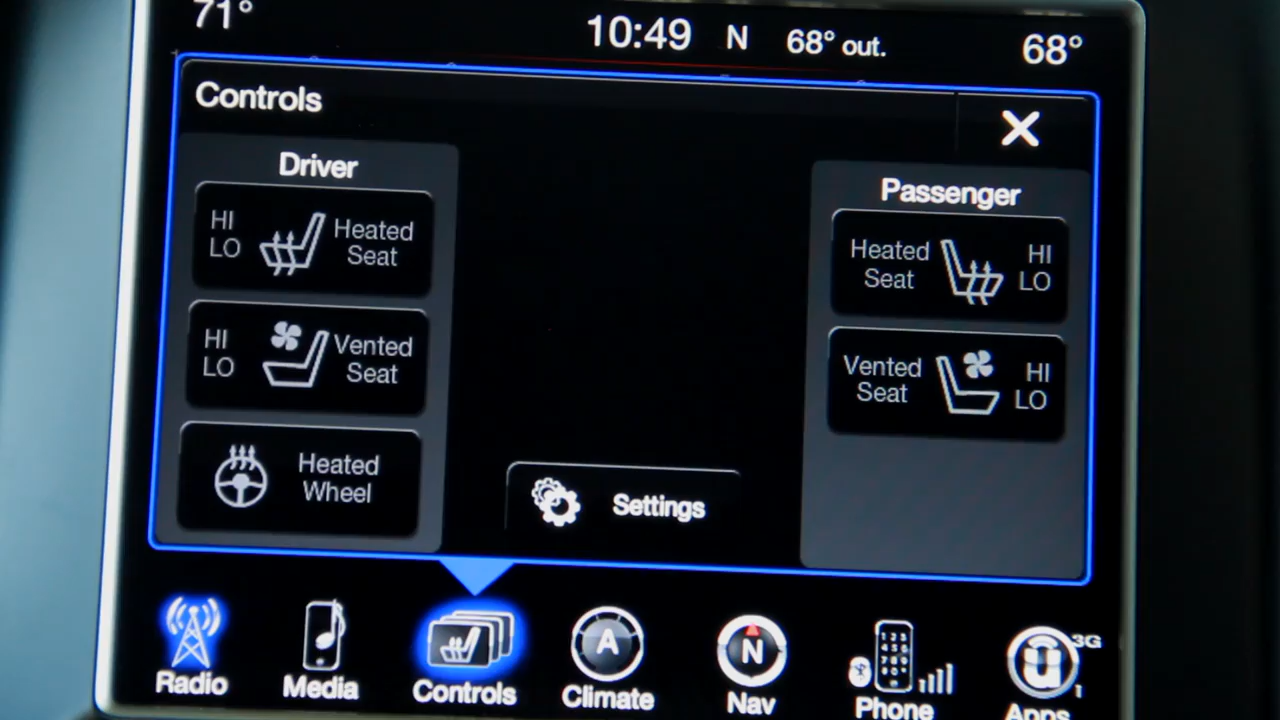 71°
10:49 N 68° out.
68°
Controls
Driver
HI
LO
Heated
Seat
HI
LO
Vented
Seat
Heated
Wheel
Settings
Passenger
Heated
Seat
HI
LO
Vented
Seat
HI
LO
Radio
Media
Controls
A
Climate
N
Nav
Phone
u
3G
1
Apps